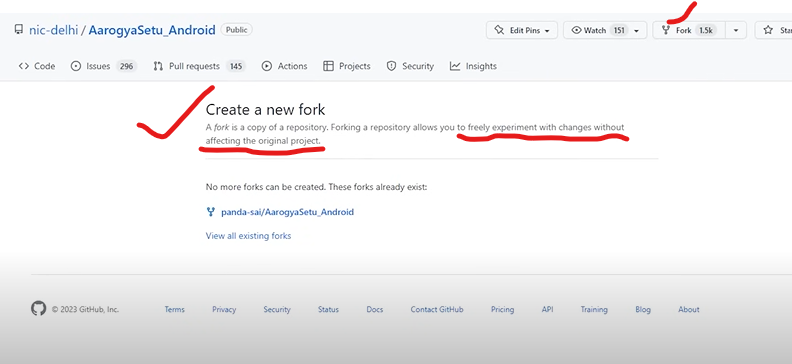 nic-delhi / AarogyaSetu_Android Public Edit Pins Watch 151 Fork 1.5k
Code Issues 296 Pull requests 145 Actions Projects Security Insights
Create a new fork
A fork is a copy of a repository. Forking a repository allows you to freely experiment with changes without
affecting the original project.
No more forks can be created. These forks already exist:
panda-sai/AarogyaSetu_Android
View all existing forks
© 2023 GitHub, Inc. Terms Privacy Security Status Docs Contact GitHub Pricing API Training Blog About